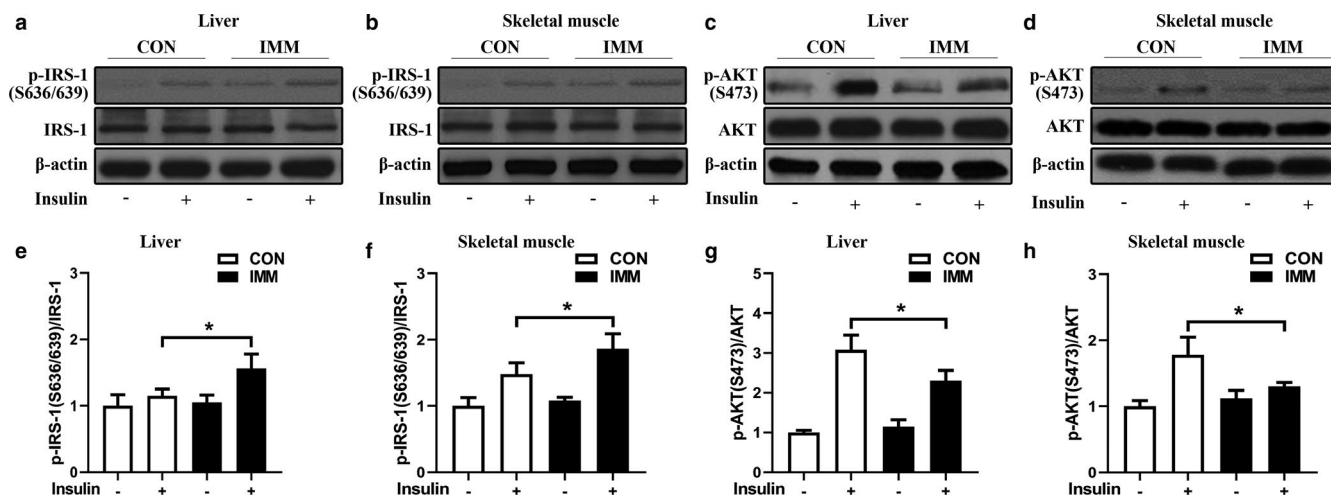 a
Liver
CON IMM
p-IRS-1
(S636/639)
IRS-1
β-actin
Insulin - + - +
b
Skeletal muscle
CON IMM
p-IRS-1
(S636/639)
IRS-1
β-actin
Insulin - + - +
c
Liver
CON IMM
p-AKT
(S473)
AKT
β-actin
Insulin - + - +
d
Skeletal muscle
CON IMM
p-AKT
(S473)
AKT
β-actin
Insulin - + - +
e
Liver
CON
IMM
p-IRS-1(S636/639)/IRS-1
3
2
1
0
*
Insulin - + - +
f
Skeletal muscle
CON
IMM
p-IRS-1(S636/639)/IRS-1
3
2
1
0
*
- + - +
g
Liver
CON
IMM
p-AKT(S473)/AKT
5
4
3
2
1
0
*
Insulin - + - +
h
Skeletal muscle
CON
IMM
p-AKT(S473)/AKT
3
2
1
0
*
- + - +